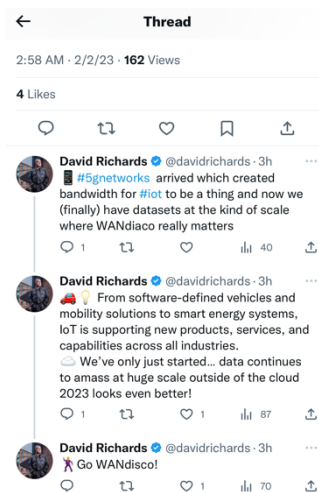 Thread
2:58 AM · 2/2/23 · 162 Views
4 Likes
David Richards @davidrichards · 3h
📱 #5gnetworks arrived which created
bandwidth for #iot to be a thing and now we
(finally) have datasets at the kind of scale
where WANdiaco really matters
1 40
David Richards @davidrichards · 3h
🚗💡 From software-defined vehicles and
mobility solutions to smart energy systems,
IoT is supporting new products, services, and
capabilities across all industries.
☁️ We've only just started... data continues
to amass at huge scale outside of the cloud
2023 looks even better!
1 1 87
David Richards @davidrichards · 3h
🕺 Go WANdisco!
1 70